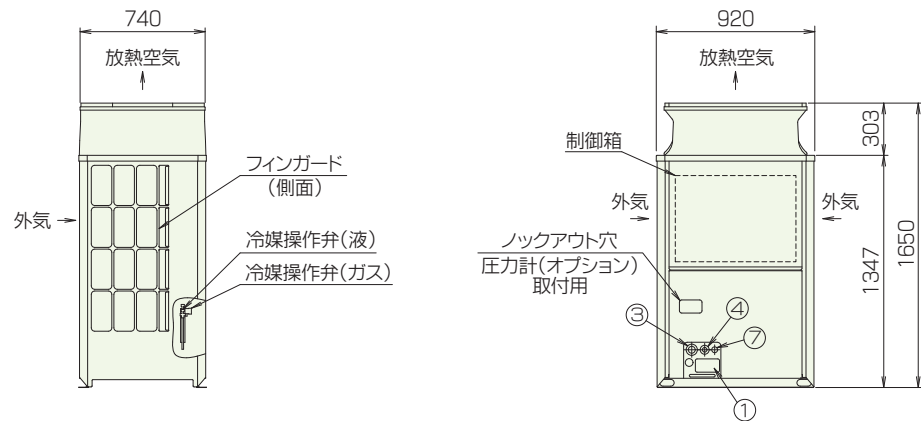 740
放熱空気
フィンガード
(側面)
外気
冷媒操作弁(液)
冷媒操作弁(ガス)
920
放熱空気
制御箱
外気
外気
ノックアウト穴
圧力計(オプション)
取付用
303
1347
1650
③
④
⑦
①